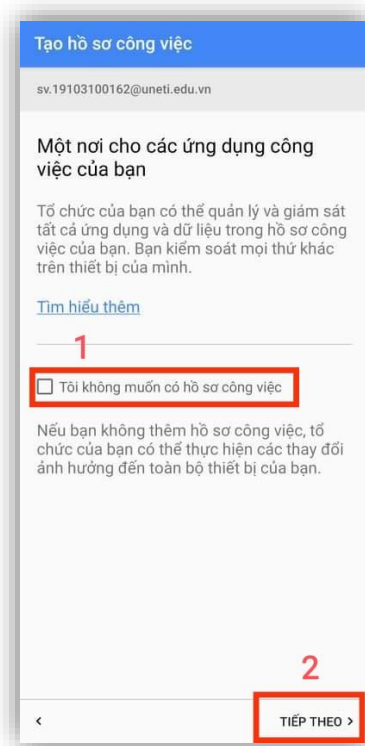 Tạo hồ sơ công việc
sv.19103100162@uneti.edu.vn
Một nơi cho các ứng dụng công
việc của bạn
Tổ chức của bạn có thể quản lý và giám sát
tất cả ứng dụng và dữ liệu trong hồ sơ công
việc của bạn. Bạn kiểm soát mọi thứ khác
trên thiết bị của mình.
Tìm hiểu thêm
1
Tôi không muốn có hồ sơ công việc
Nếu bạn không thêm hồ sơ công việc, tổ
chức của bạn có thể thực hiện các thay đổi
ảnh hưởng đến toàn bộ thiết bị của bạn.
2
< TIẾP THEO >